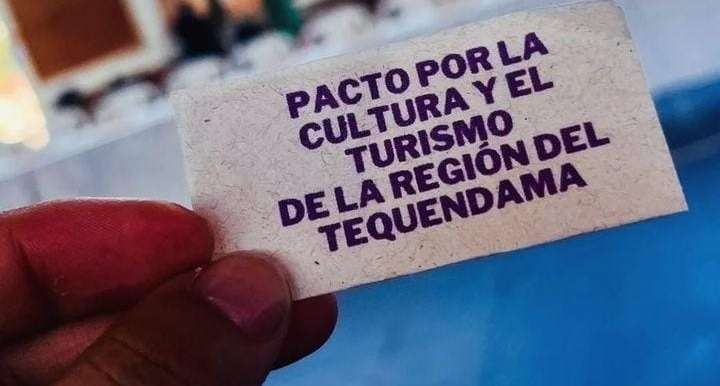 PACTO POR LA
CULTURA Y EL
TURISMO
DE LA REGIÓN DEL
TEQUENDAMA